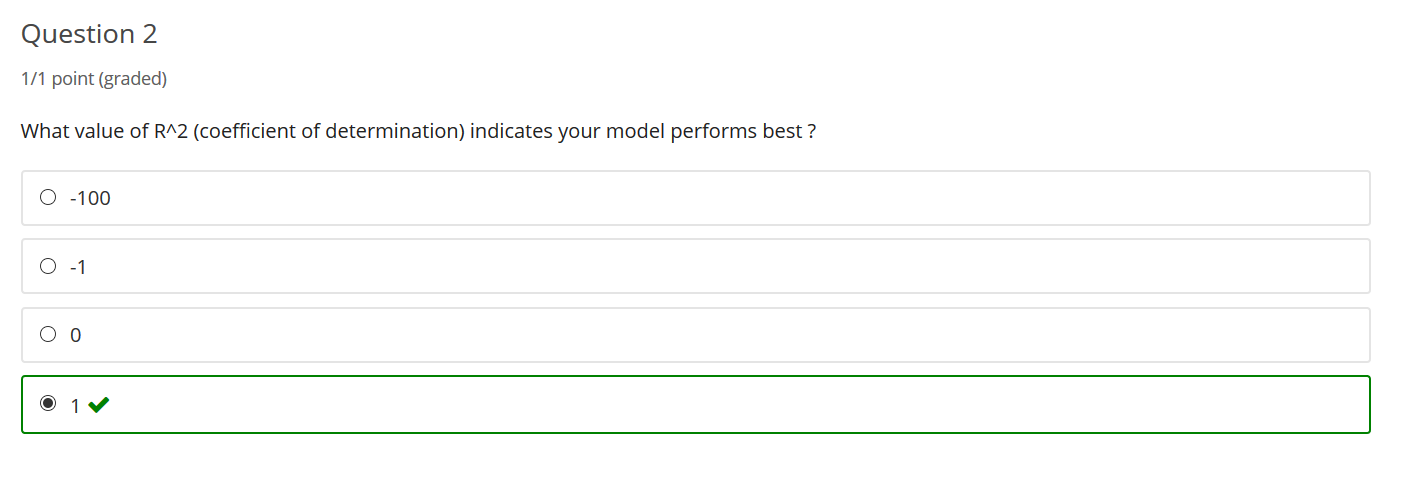 Question 2
1/1 point (graded)
What value of R^2 (coefficient of determination) indicates your model performs best ?
-100
-1
0
1